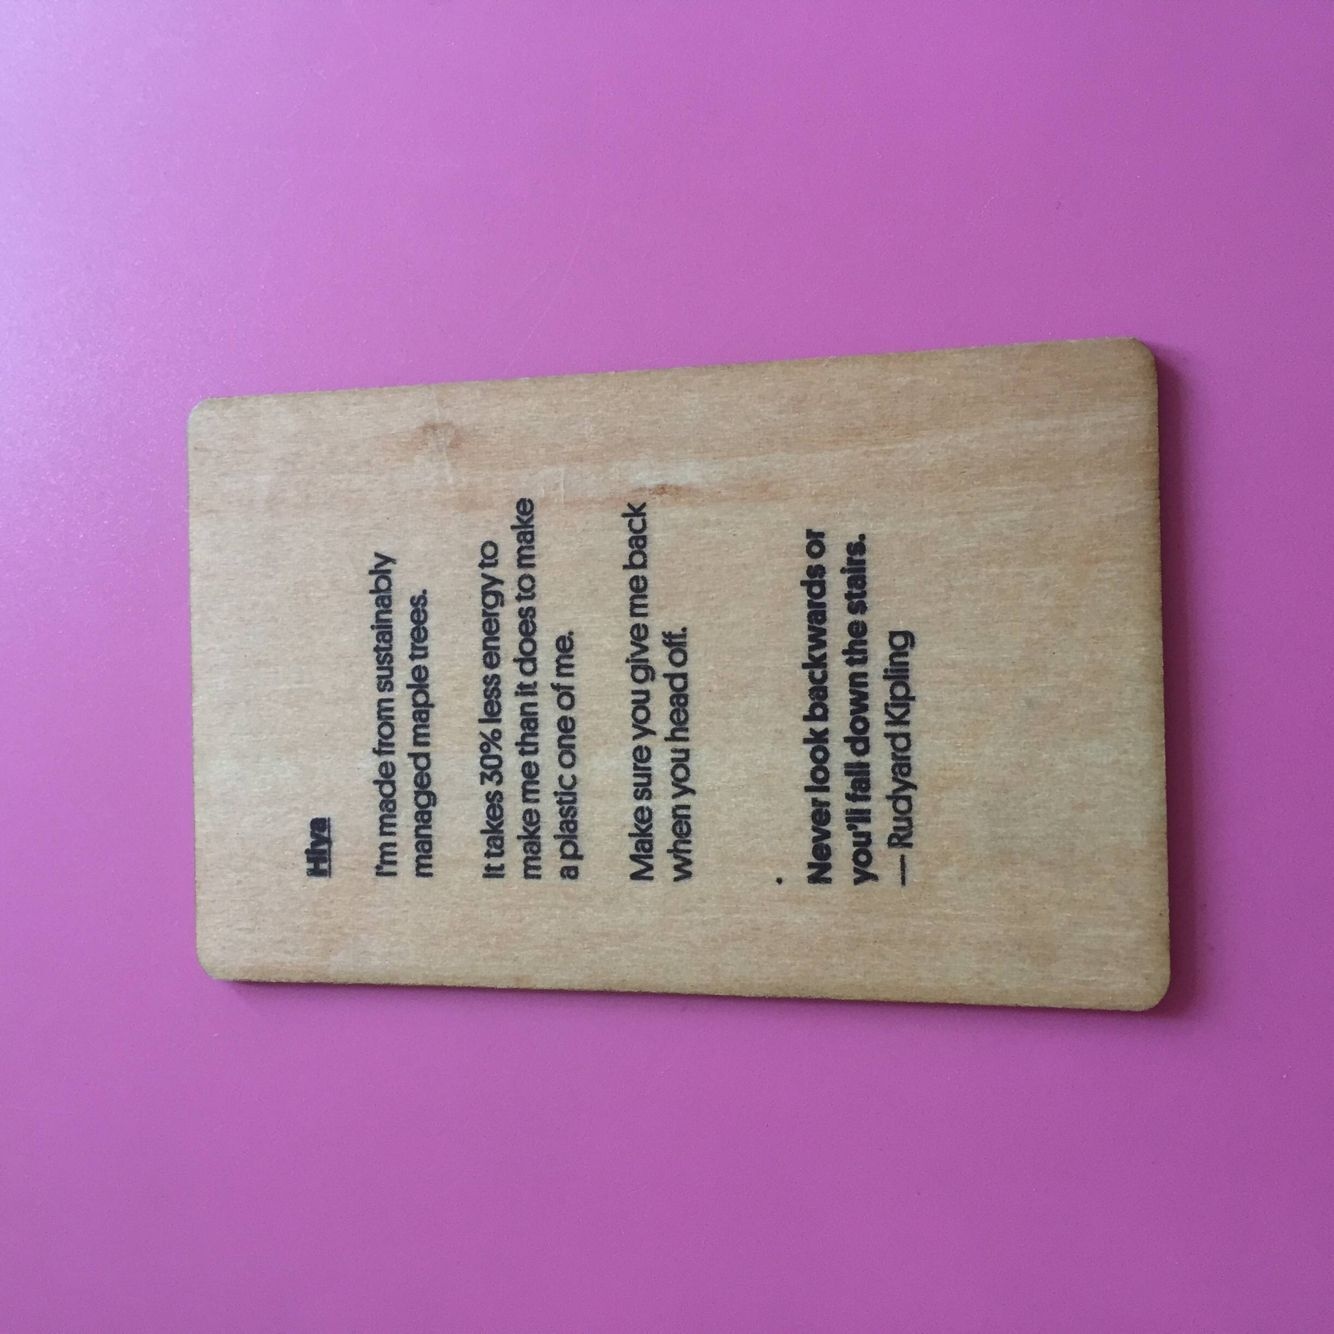 Hiya
I'm made from sustainably
managed maple trees.
It takes 30% less energy to
make me than it does to make
a plastic one of me.
Make sure you give me back
when you head off.
Never look backwards or
you'll fall down the stairs.
— Rudyard Kipling